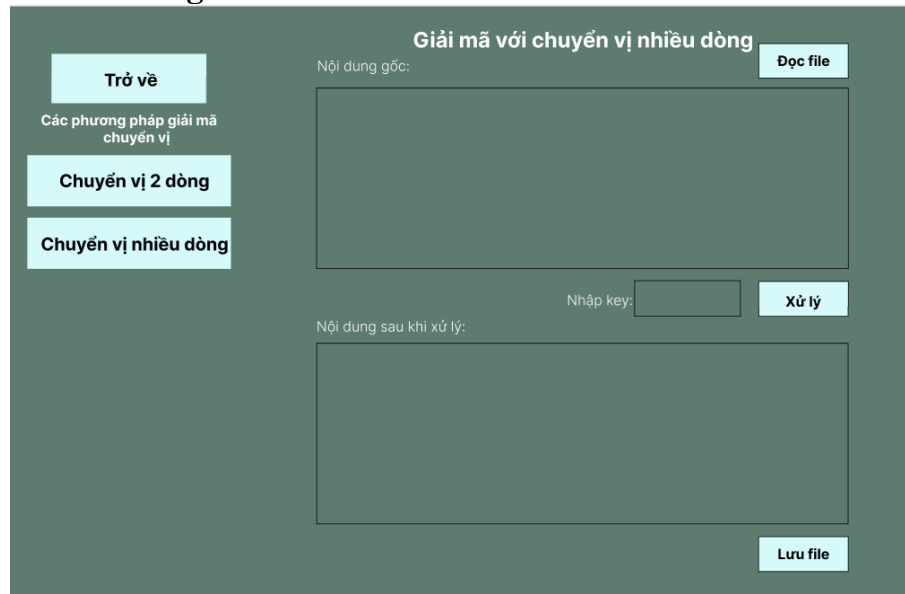 Giải mã với chuyển vị nhiều dòng
Nội dung gốc:
Đọc file
Trở về
Các phương pháp giải mã
chuyển vị
Chuyển vị 2 dòng
Chuyển vị nhiều dòng
Nhập key:
Xử lý
Nội dung sau khi xử lý:
Lưu file